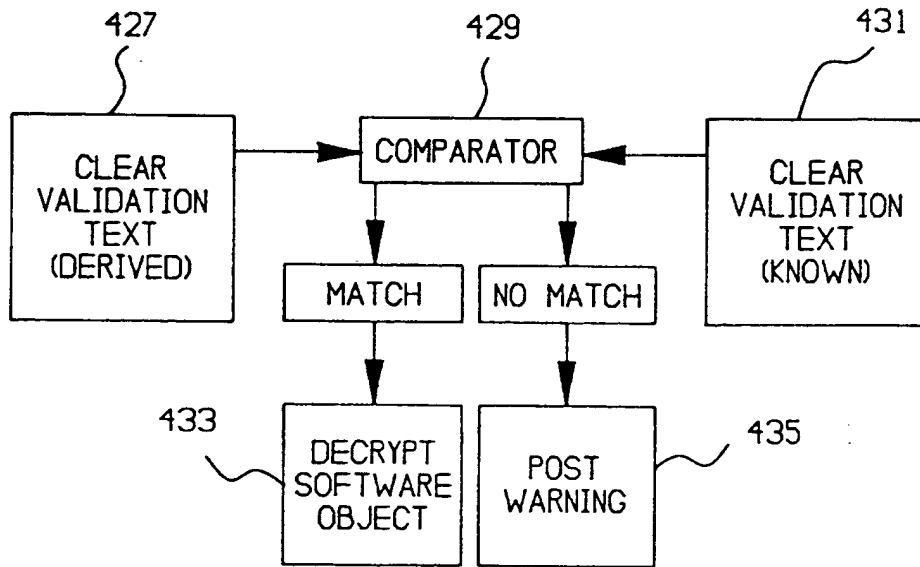 427
429
431
CLEAR
VALIDATION
TEXT
(DERIVED)
COMPARATOR
CLEAR
VALIDATION
TEXT
(KNOWN)
MATCH
NO MATCH
433
DECRYPT
SOFTWARE
OBJECT
POST
WARNING
435